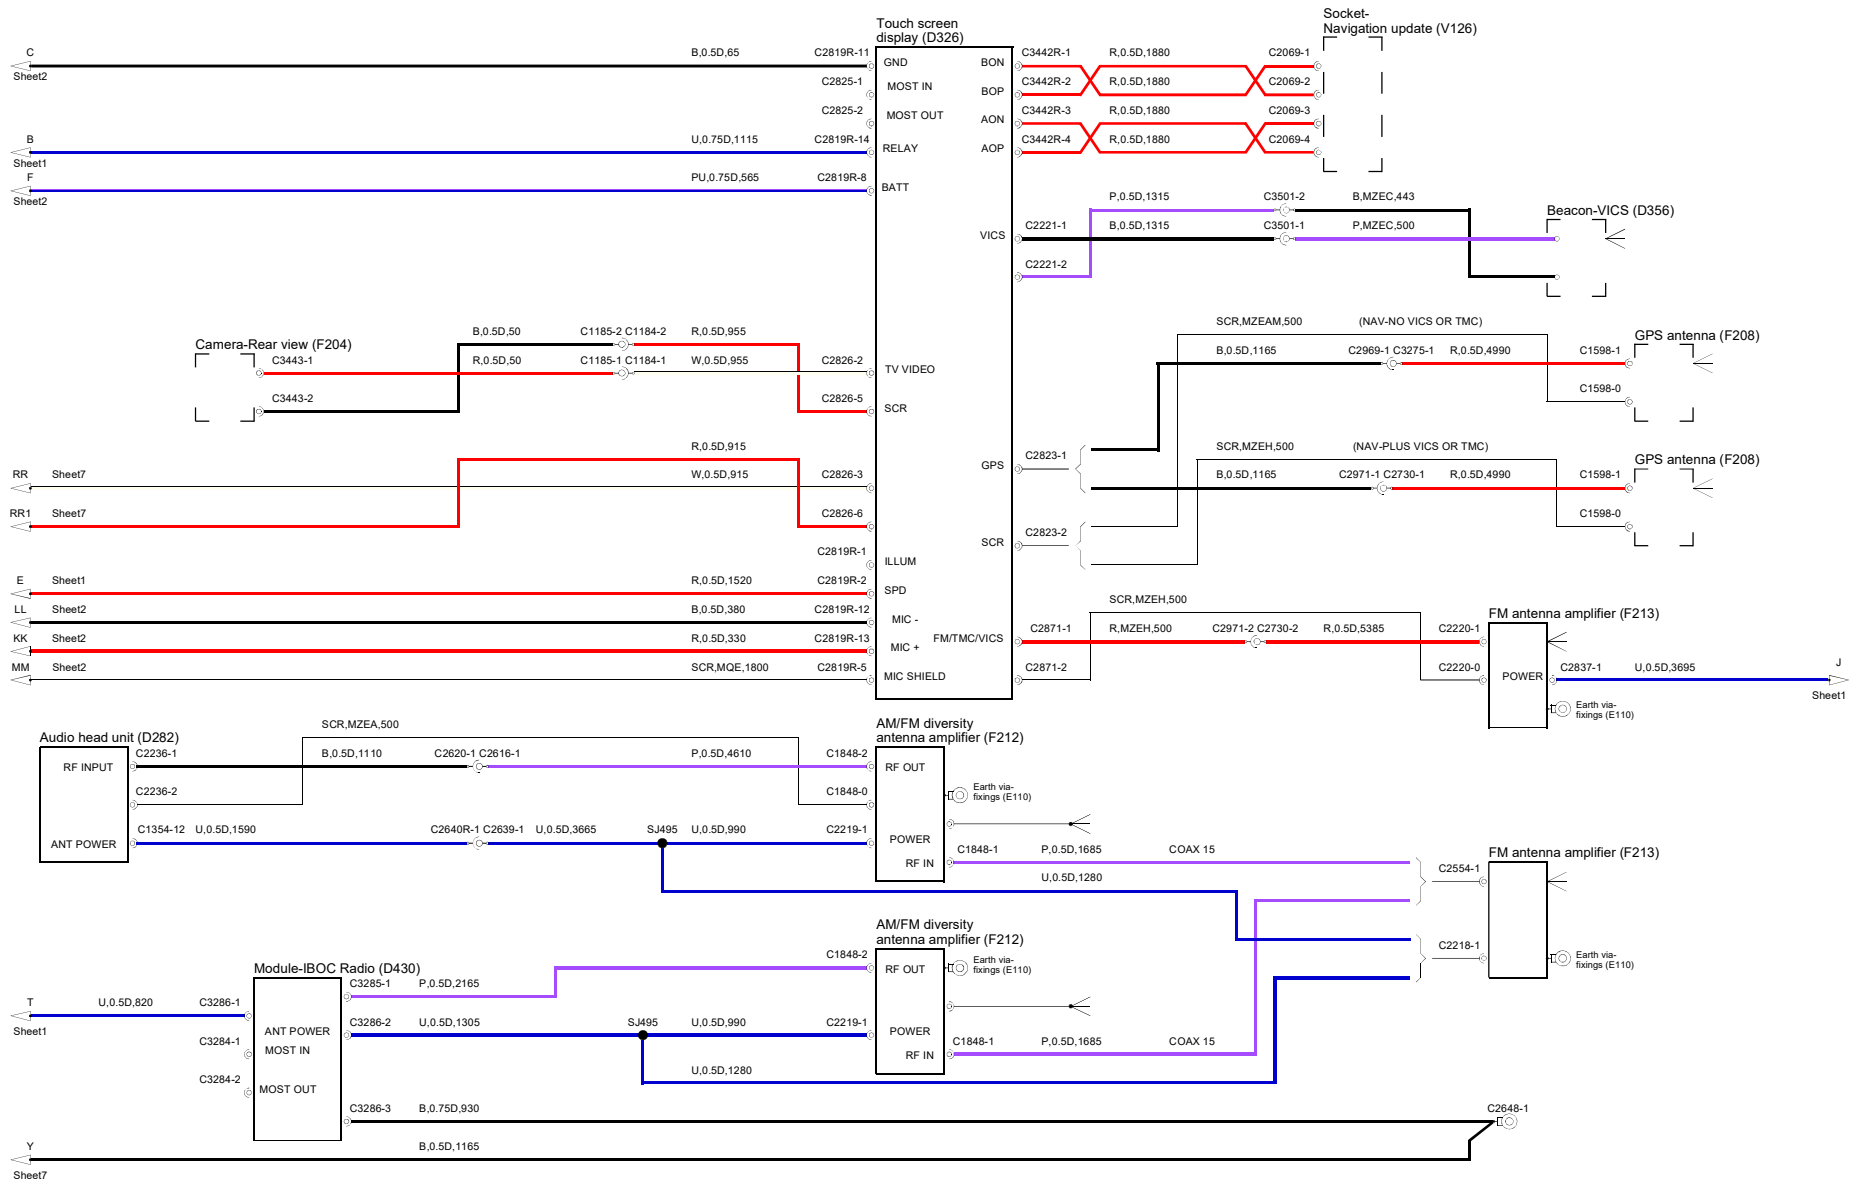 Touch screen
display (D326)
Socket-
Navigation update (V126)
C
Sheet2
B,0.5D,65
C2819R-11
GND
BON
C3442R-1
R,0.5D,1880
C2069-1
C2825-1
MOST IN
BOP
C3442R-2
R,0.5D,1880
C2069-2
C2825-2
MOST OUT
AON
C3442R-3
R,0.5D,1880
C2069-3
B
Sheet1
U,0.75D,1115
C2819R-14
RELAY
AOP
C3442R-4
R,0.5D,1880
C2069-4
F
Sheet2
PU,0.75D,565
C2819R-8
BATT
P,0.5D,1315
C3501-2
B,MZEC,443
Beacon-VICS (D356)
VICS
C2221-1
B,0.5D,1315
C3501-1
P,MZEC,500
C2221-2
SCR,MZEAM,500
(NAV-NO VICS OR TMC)
Camera-Rear view (F204)
B,0.5D,50
C1185-2 C1184-2
R,0.5D,955
GPS antenna (F208)
C3443-1
R,0.5D,50
C1185-1 C1184-1
W,0.5D,955
C2826-2
TV VIDEO
B,0.5D,1165
C2969-1 C3275-1
R,0.5D,4990
C1598-1
C3443-2
C2826-5
SCR
C1598-0
R,0.5D,915
SCR,MZEH,500
(NAV-PLUS VICS OR TMC)
GPS
C2823-1
GPS antenna (F208)
RR
Sheet7
W,0.5D,915
C2826-3
B,0.5D,1165
C2971-1 C2730-1
R,0.5D,4990
C1598-1
RR1
Sheet7
C2826-6
C1598-0
SCR
C2823-2
C2819R-1
ILLUM
E
Sheet1
R,0.5D,1520
C2819R-2
SPD
LL
Sheet2
B,0.5D,380
C2819R-12
MIC -
SCR,MZEH,500
FM antenna amplifier (F213)
KK
Sheet2
R,0.5D,330
C2819R-13
MIC +
FM/TMC/VICS
C2871-1
R,MZEH,500
C2971-2 C2730-2
R,0.5D,5385
C2220-1
MM
Sheet2
SCR,MQE,1800
C2819R-5
MIC SHIELD
C2871-2
C2220-0
POWER
C2837-1
U,0.5D,3695
J
Sheet1
Earth via-
fixings (E110)
Audio head unit (D282)
SCR,MZEA,500
AM/FM diversity
antenna amplifier (F212)
RF INPUT
C2236-1
B,0.5D,1110
C2620-1 C2616-1
P,0.5D,4610
C1848-2
RF OUT
C2236-2
C1848-0
Earth via-
fixings (E110)
ANT POWER
C1354-12
U,0.5D,1590
C2640R-1 C2639-1
U,0.5D,3665
SJ495
U,0.5D,990
C2219-1
POWER
RF IN
C1848-1
P,0.5D,1685
COAX 15
U,0.5D,1280
FM antenna amplifier (F213)
C2554-1
AM/FM diversity
antenna amplifier (F212)
C2218-1
Earth via-
fixings (E110)
Module-IBOC Radio (D430)
C1848-2
RF OUT
Earth via-
fixings (E110)
C3285-1
P,0.5D,2165
T
Sheet1
U,0.5D,820
C3286-1
ANT POWER
C3286-2
U,0.5D,1305
SJ495
U,0.5D,990
C2219-1
POWER
C3284-1
MOST IN
RF IN
C1848-1
P,0.5D,1685
COAX 15
U,0.5D,1280
C3284-2
MOST OUT
C3286-3
B,0.75D,930
C2648-1
Y
Sheet7
B,0.5D,1165